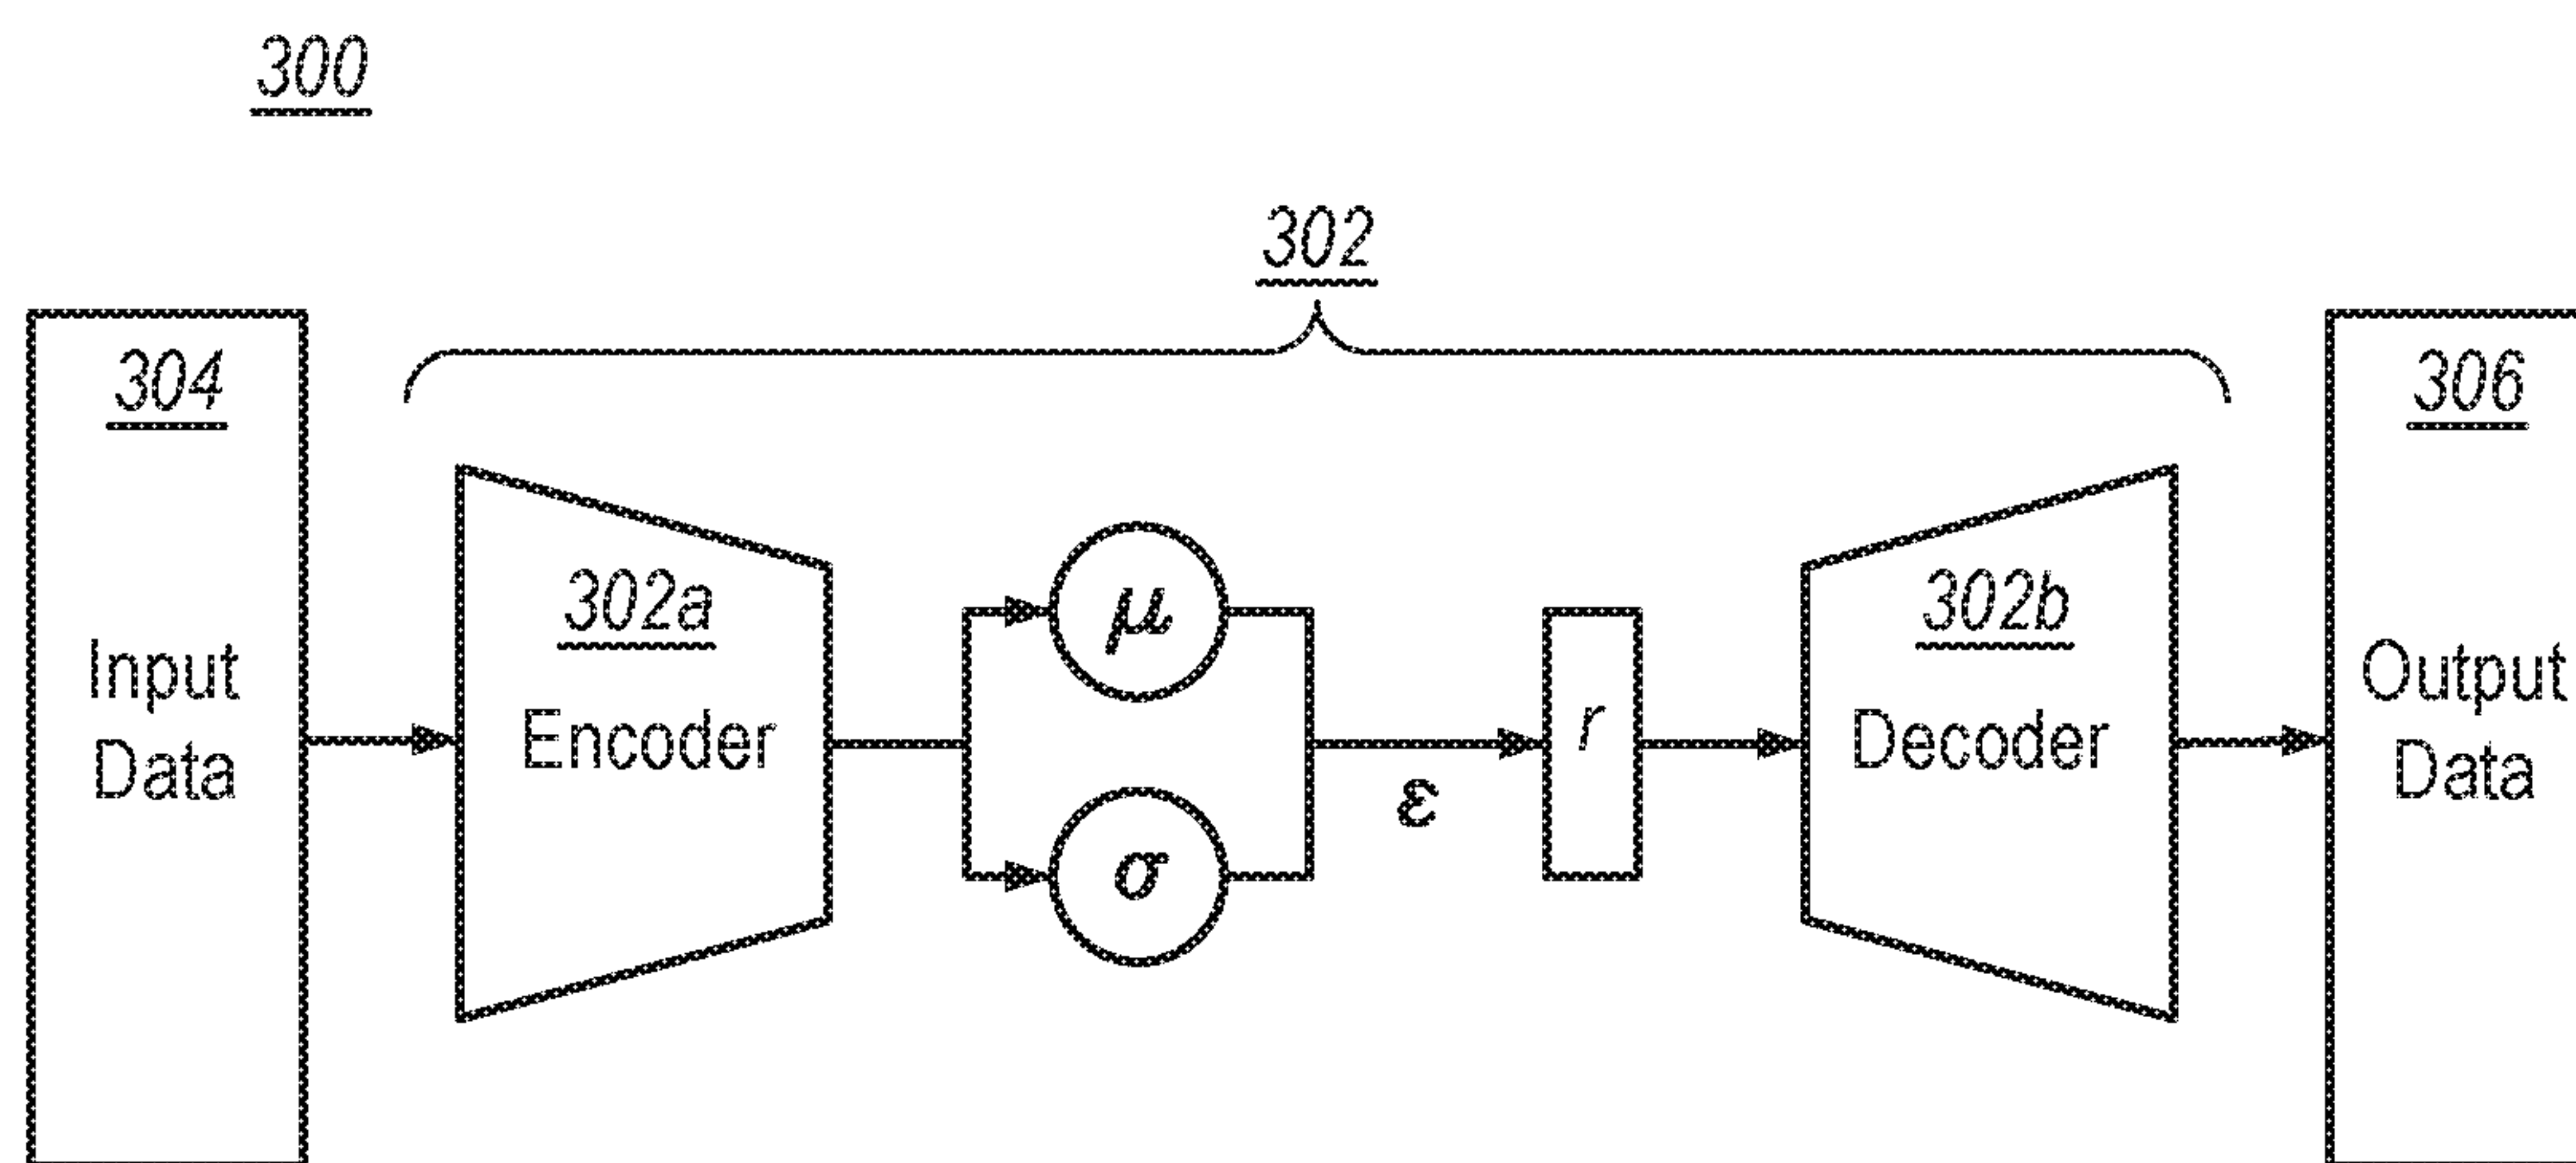 300
302
304
Input
Data
302a
Encoder
μ
σ
ε
r
302b
Decoder
306
Output
Data